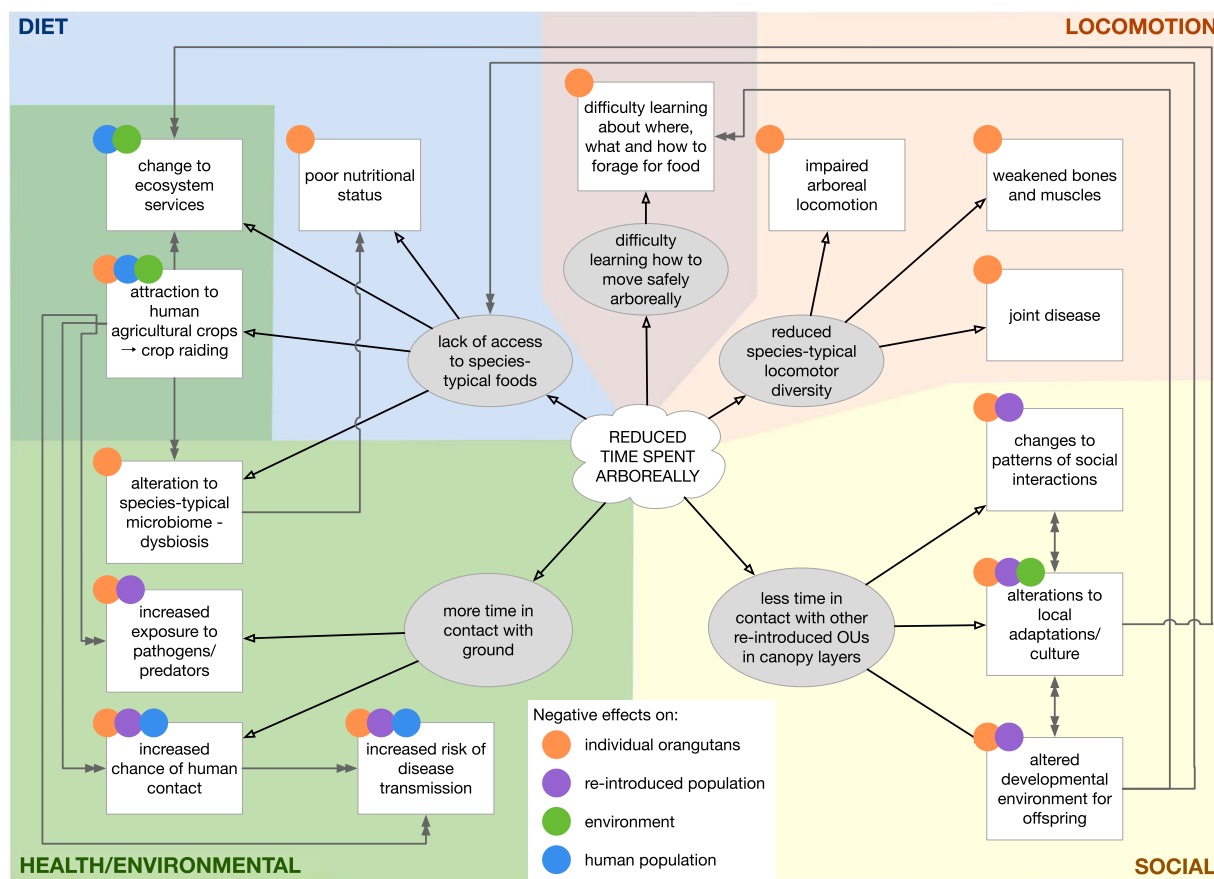 DIET
LOCOMOTION
difficulty learning
about where,
what and how to
forage for food
change to
ecosystem
services
poor nutritional
status
impaired
arboreal
locomotion
weakened bones
and muscles
attraction to
human
agricultural crops
→ crop raiding
difficulty
learning how to
move safely
arboreally
joint disease
lack of access
to species-
typical foods
reduced
species-typical
locomotor
diversity
REDUCED
TIME SPENT
ARBOREALLY
changes to
patterns of social
interactions
alteration to
species-typical
microbiome -
dysbiosis
increased
exposure to
pathogens/
predators
more time in
contact with
ground
less time in
contact with other
re-introduced OUs
in canopy layers
alterations to
local
adaptations/
culture
increased
chance of human
contact
increased risk of
disease
transmission
altered
developmental
environment for
offspring
Negative effects on:
individual orangutans
re-introduced population
environment
human population
HEALTH/ENVIRONMENTAL
SOCIAL